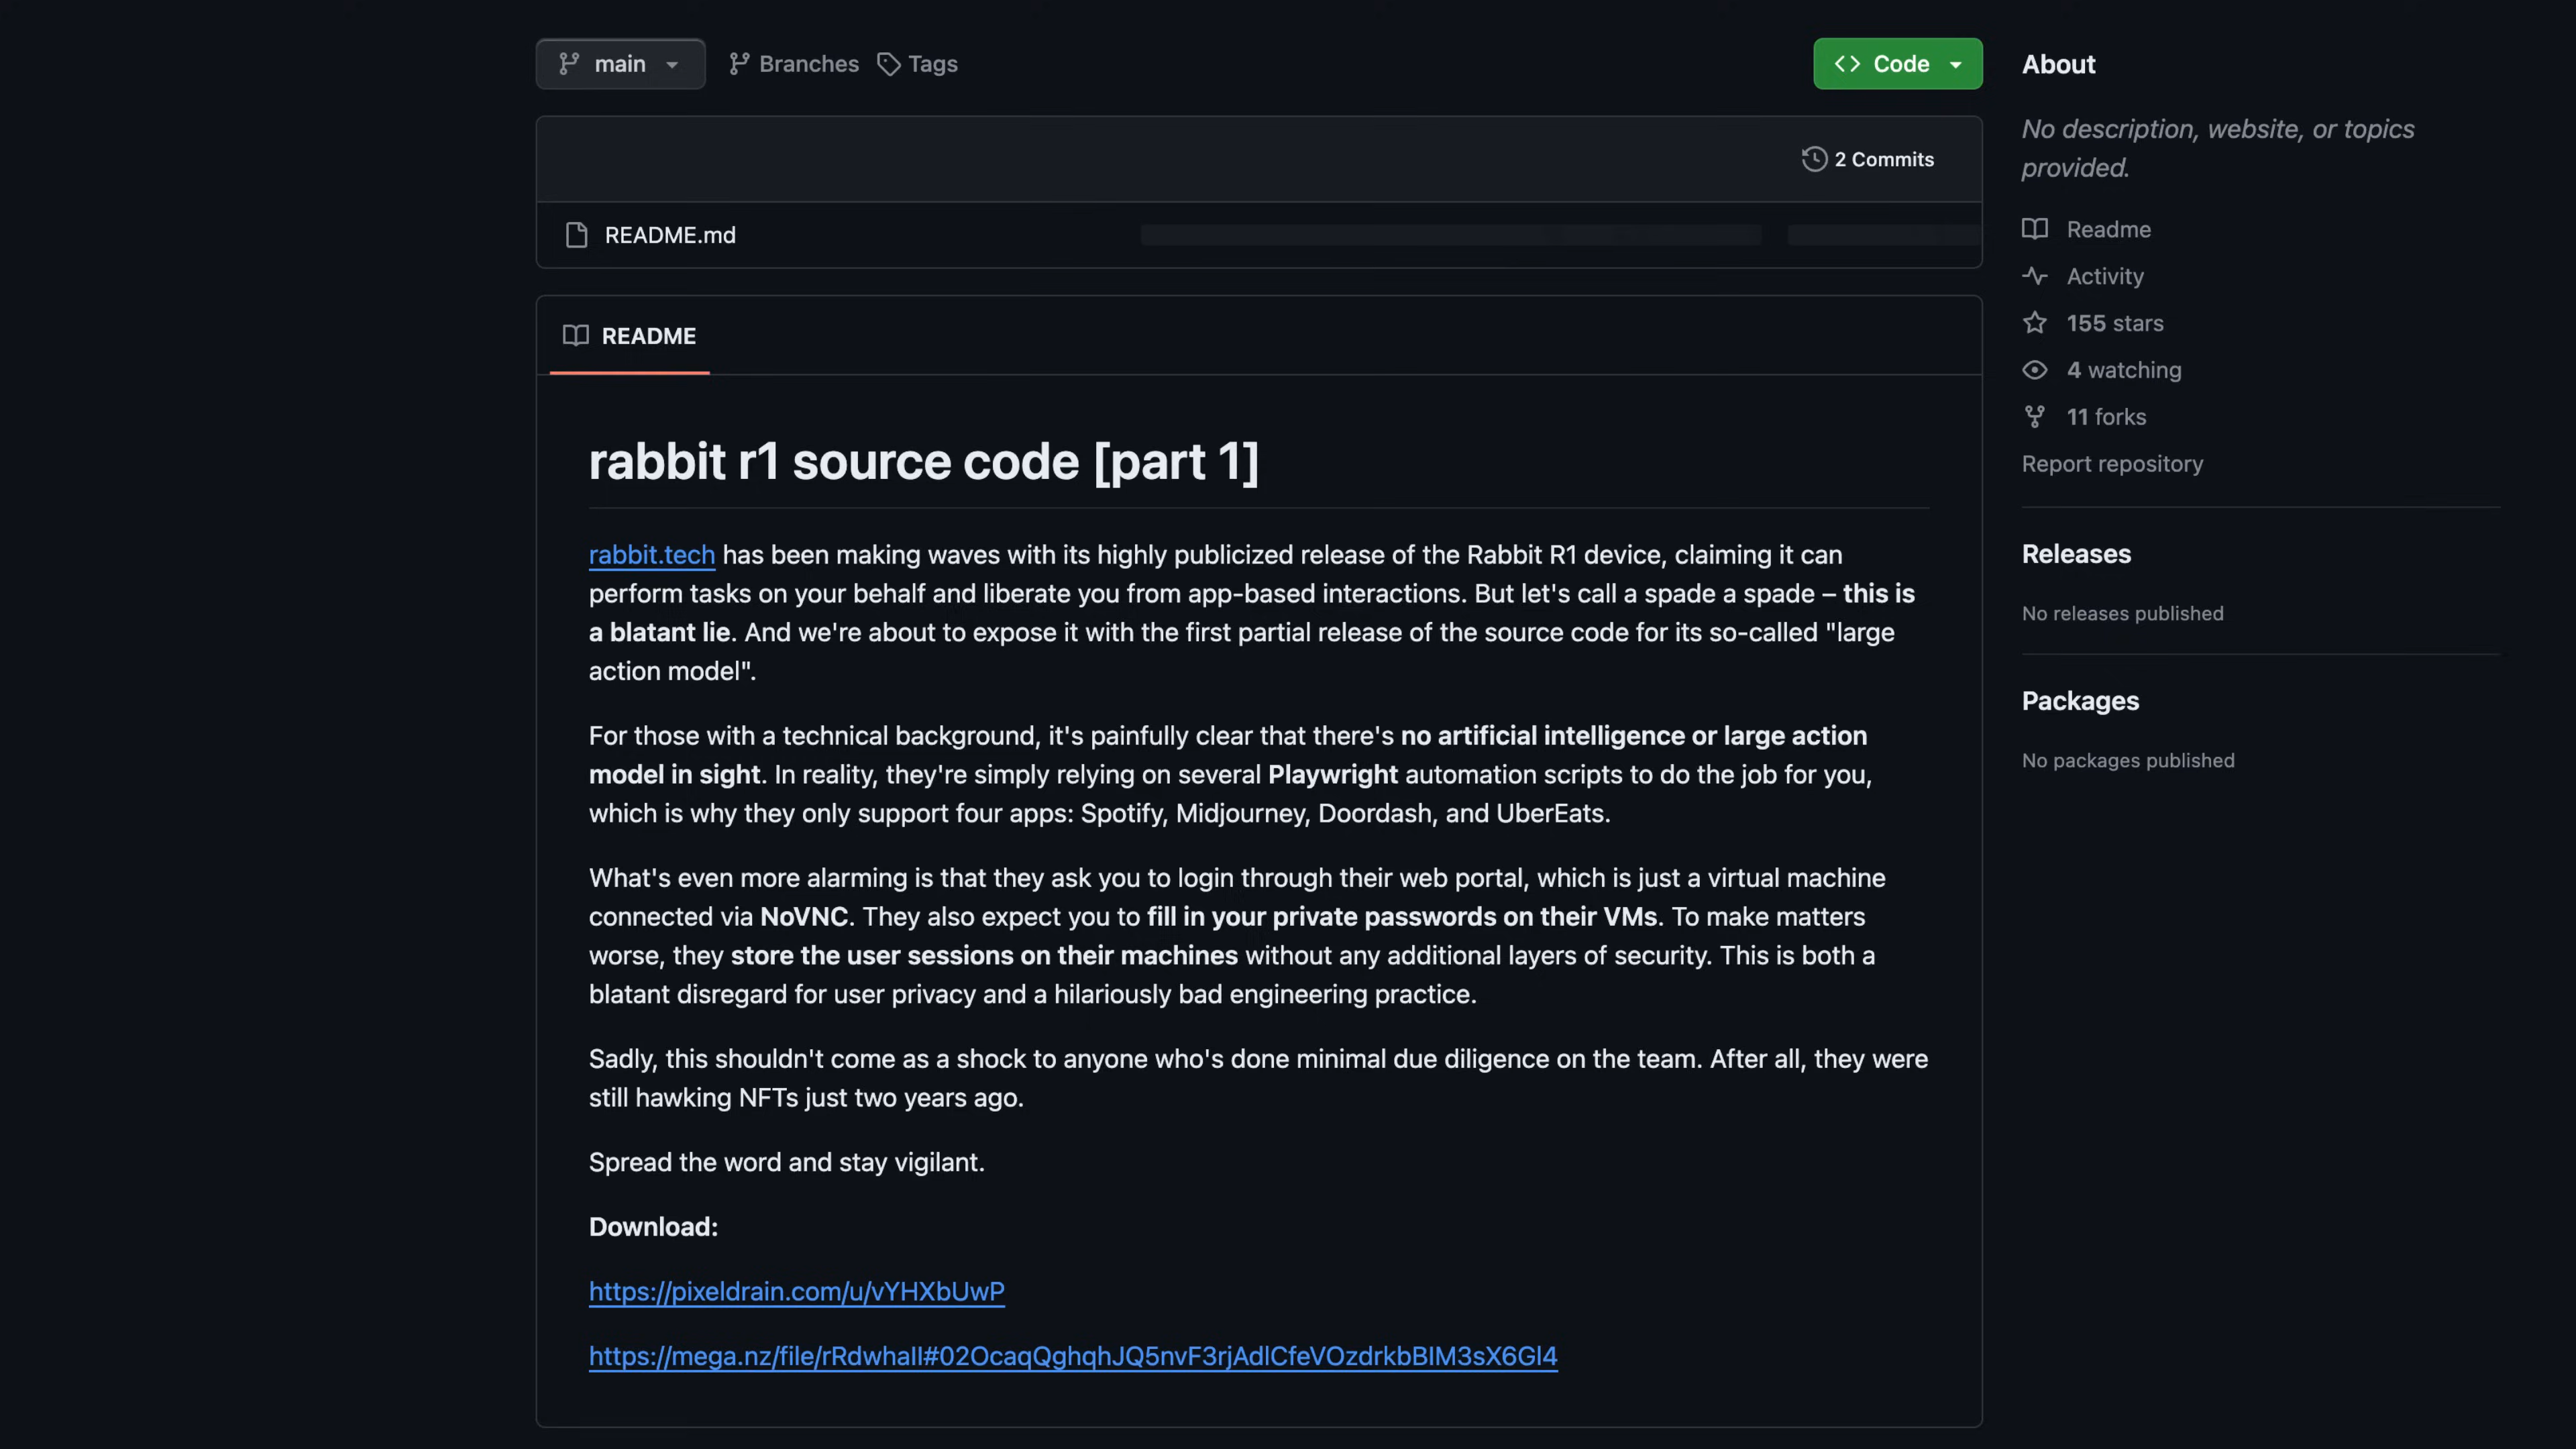 main Branches Tags Code
2 Commits
README.md
README
rabbit r1 source code [part 1]
rabbit.tech has been making waves with its highly publicized release of the Rabbit R1 device, claiming it can
perform tasks on your behalf and liberate you from app-based interactions. But let's call a spade a spade – this is
a blatant lie. And we're about to expose it with the first partial release of the source code for its so-called "large
action model".
For those with a technical background, it's painfully clear that there's no artificial intelligence or large action
model in sight. In reality, they're simply relying on several Playwright automation scripts to do the job for you,
which is why they only support four apps: Spotify, Midjourney, Doordash, and UberEats.
What's even more alarming is that they ask you to login through their web portal, which is just a virtual machine
connected via NoVNC. They also expect you to fill in your private passwords on their VMs. To make matters
worse, they store the user sessions on their machines without any additional layers of security. This is both a
blatant disregard for user privacy and a hilariously bad engineering practice.
Sadly, this shouldn't come as a shock to anyone who's done minimal due diligence on the team. After all, they were
still hawking NFTs just two years ago.
Spread the word and stay vigilant.
Download:
https://pixeldrain.com/u/vYHXbUwP
https://mega.nz/file/rRdwhaII#02OcaqQghqhJQ5nvF3rjAdlCfeVOzdrkbBIM3sX6Gl4
About
No description, website, or topics
provided.
Readme
Activity
155 stars
4 watching
11 forks
Report repository
Releases
No releases published
Packages
No packages published